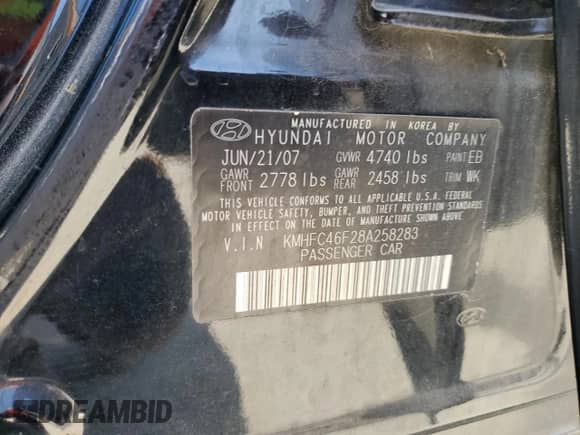 MANUFACTURED IN KOREA BY
HYUNDAI MOTOR COMPANY
JUN/21/07 GVWR 4740 lbs PAINT EB
GAWR FRONT 2778 lbs GAWR REAR 2458 lbs TRIM WK
THIS VEHICLE CONFORMS TO ALL APPLICABLE U.S.A. FEDERAL
MOTOR VEHICLE SAFETY, BUMPER, AND THEFT PREVENTION STANDARDS
IN EFFECT ON THE DATE OF MANUFACTURE SHOWN ABOVE.
V.I.N KMHFC46F28A258283
PASSENGER CAR
DREAMBID